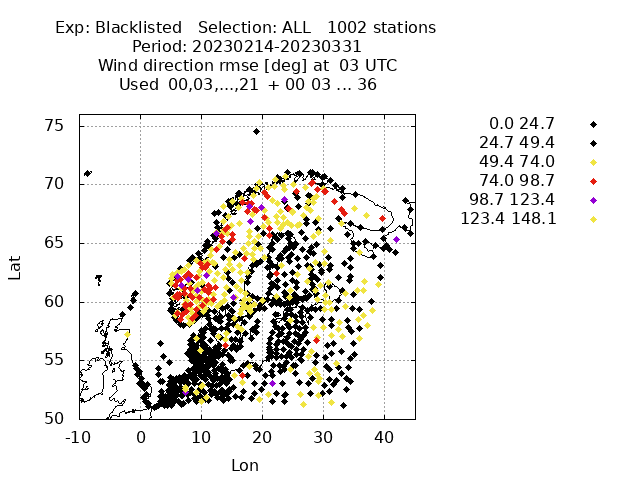 Exp: Blacklisted   Selection: ALL   1002 stations
Period: 20230214-20230331
Wind direction rmse [deg] at  03 UTC
Used  00,03,...,21  + 00 03 ... 36
0.0 24.7
24.7 49.4
49.4 74.0
74.0 98.7
98.7 123.4
123.4 148.1
75
70
65
60
55
50
Lat
-10 0 10 20 30 40
Lon